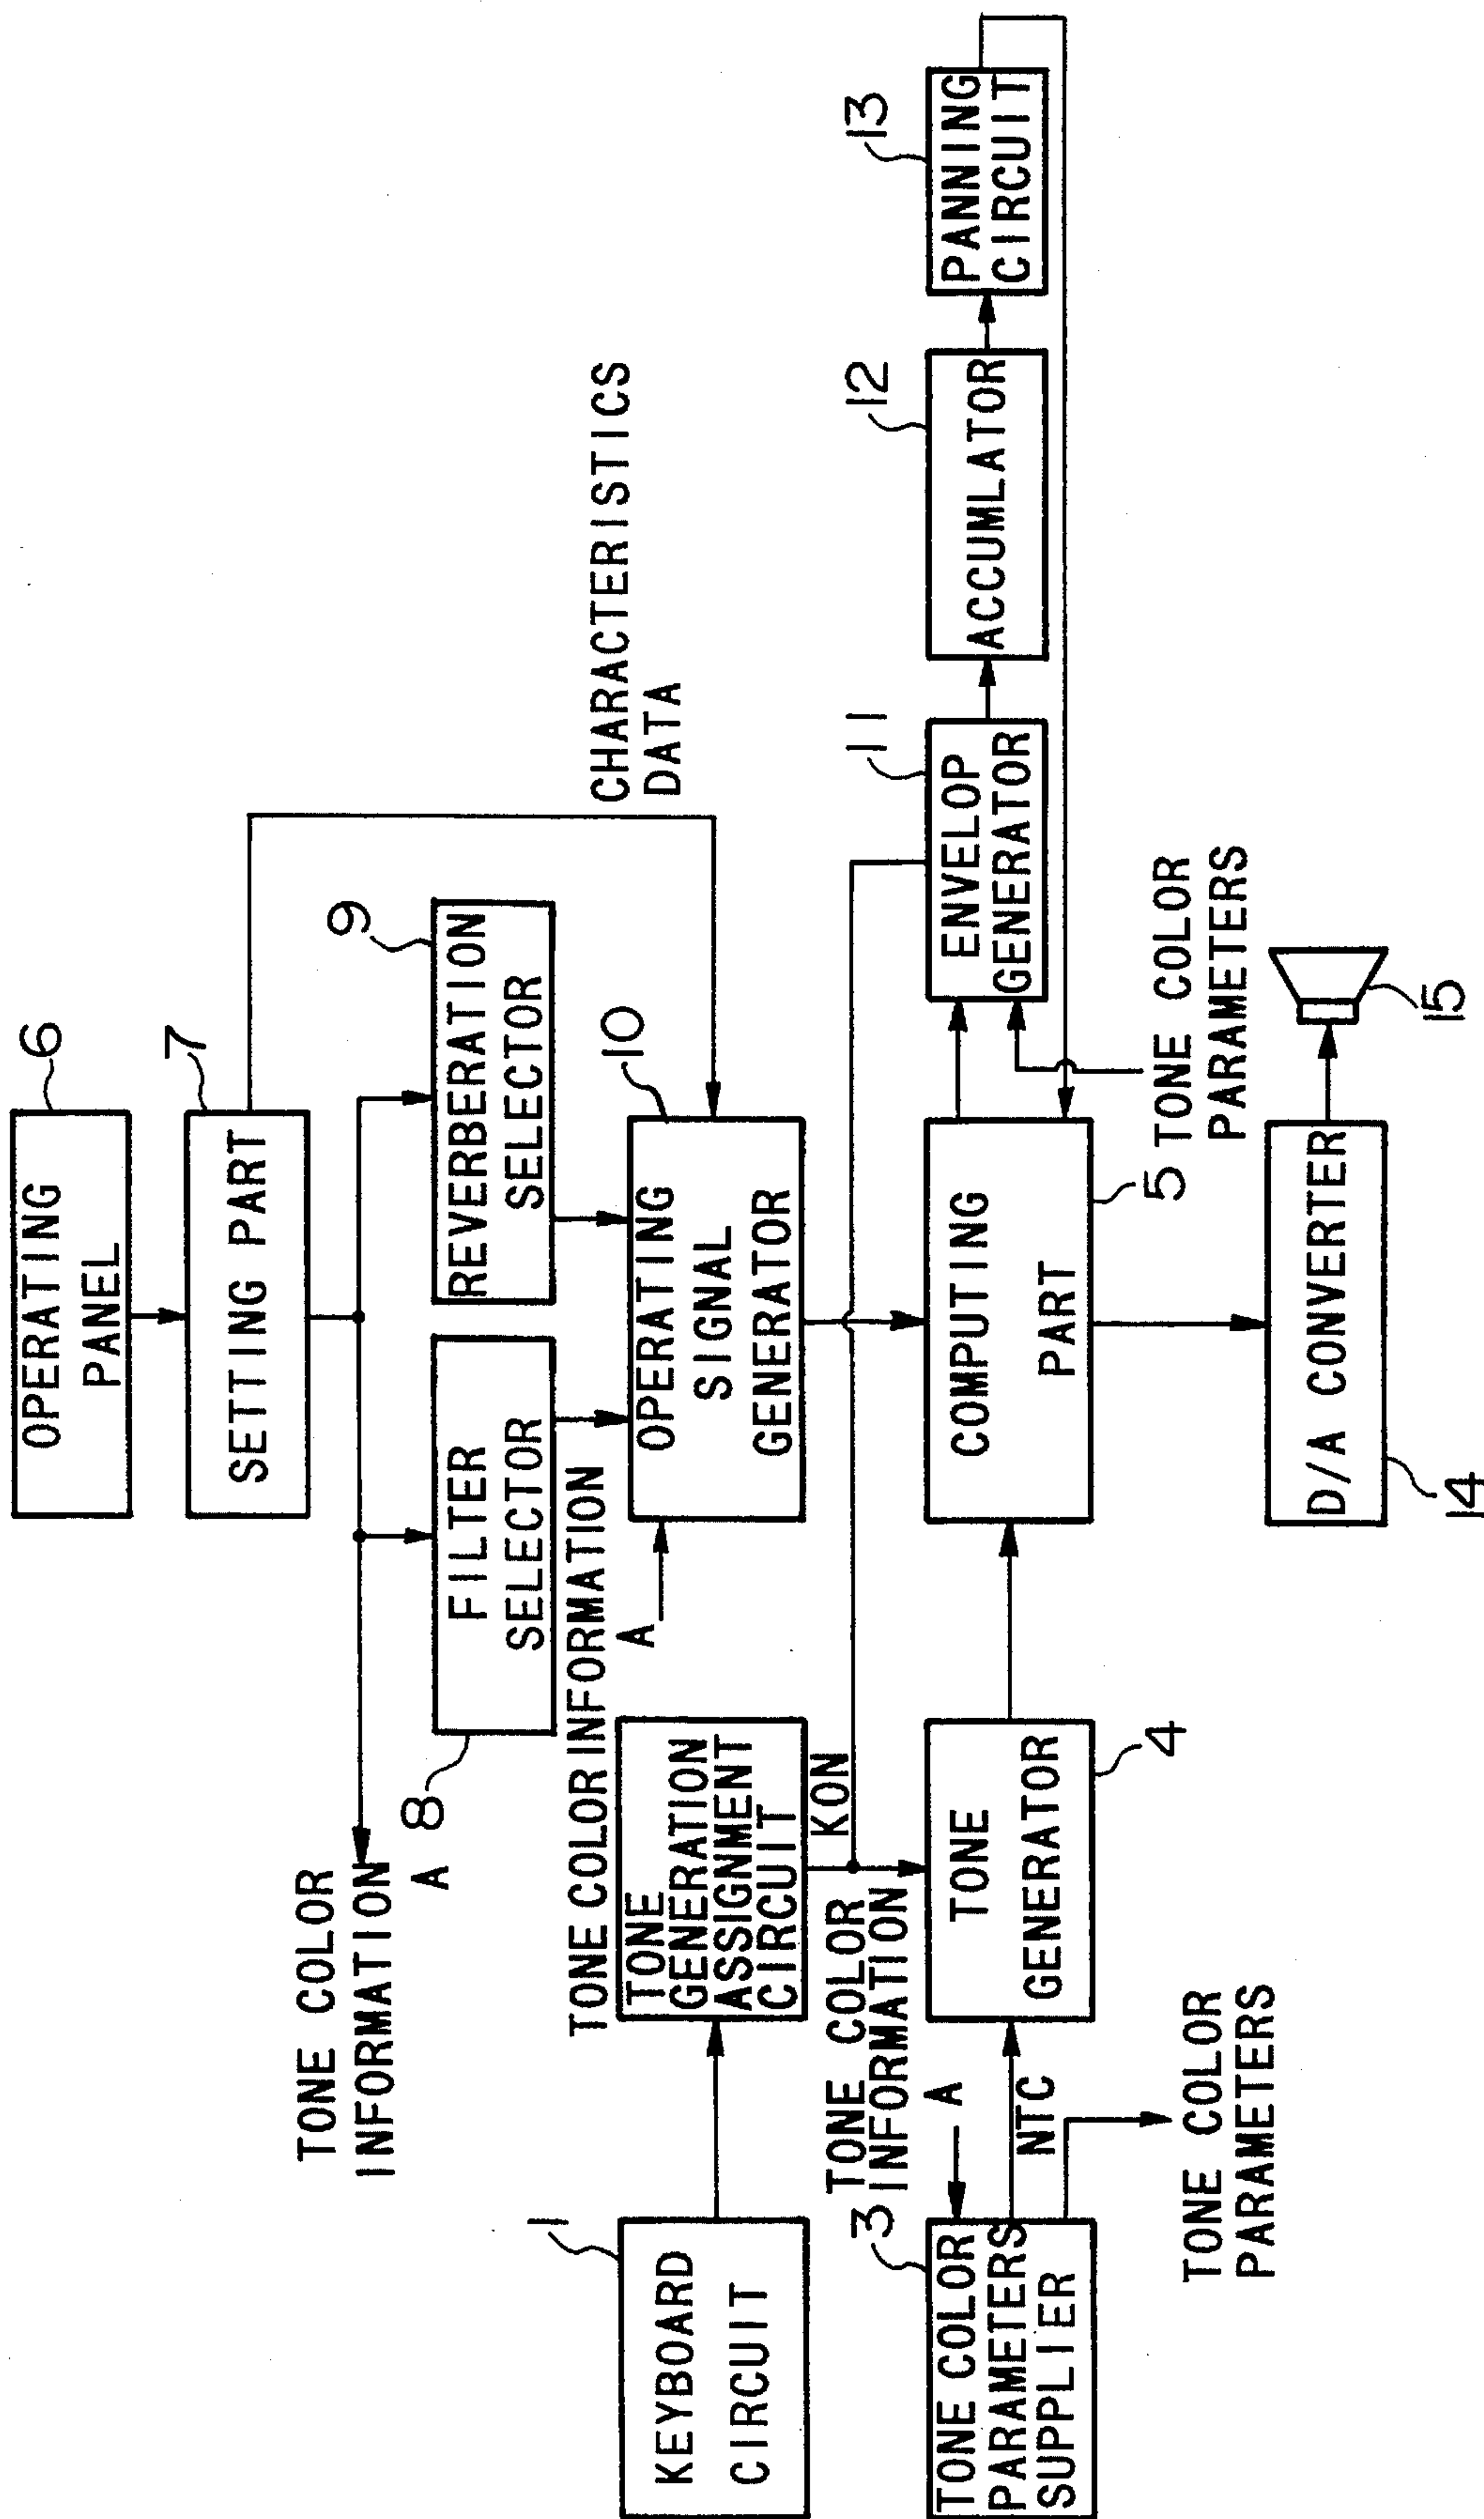 6
OPERATING
PANEL
7
SETTING PART
TONE COLOR
INFORMATION
A
8
FILTER
SELECTOR
9
REVERBERATION
SELECTOR
CHARACTERISTICS
DATA
TONE COLOR INFORMATION
A
10
OPERATING
SIGNAL
GENERATOR
1
KEYBOARD
CIRCUIT
TONE
GENERATION
ASSIGNMENT
CIRCUIT
KON
TONE COLOR
INFORMATION
A
3
TONE COLOR
PARAMETERS
SUPPLIER
NTC
TONE COLOR
PARAMETERS
TONE
GENERATOR
4
COMPUTING
PART
5
11
ENVELOP
GENERATOR
12
ACCUMLATOR
13
PANNING
CIRCUIT
TONE COLOR
PARAMETERS
D/A CONVERTER
14
15